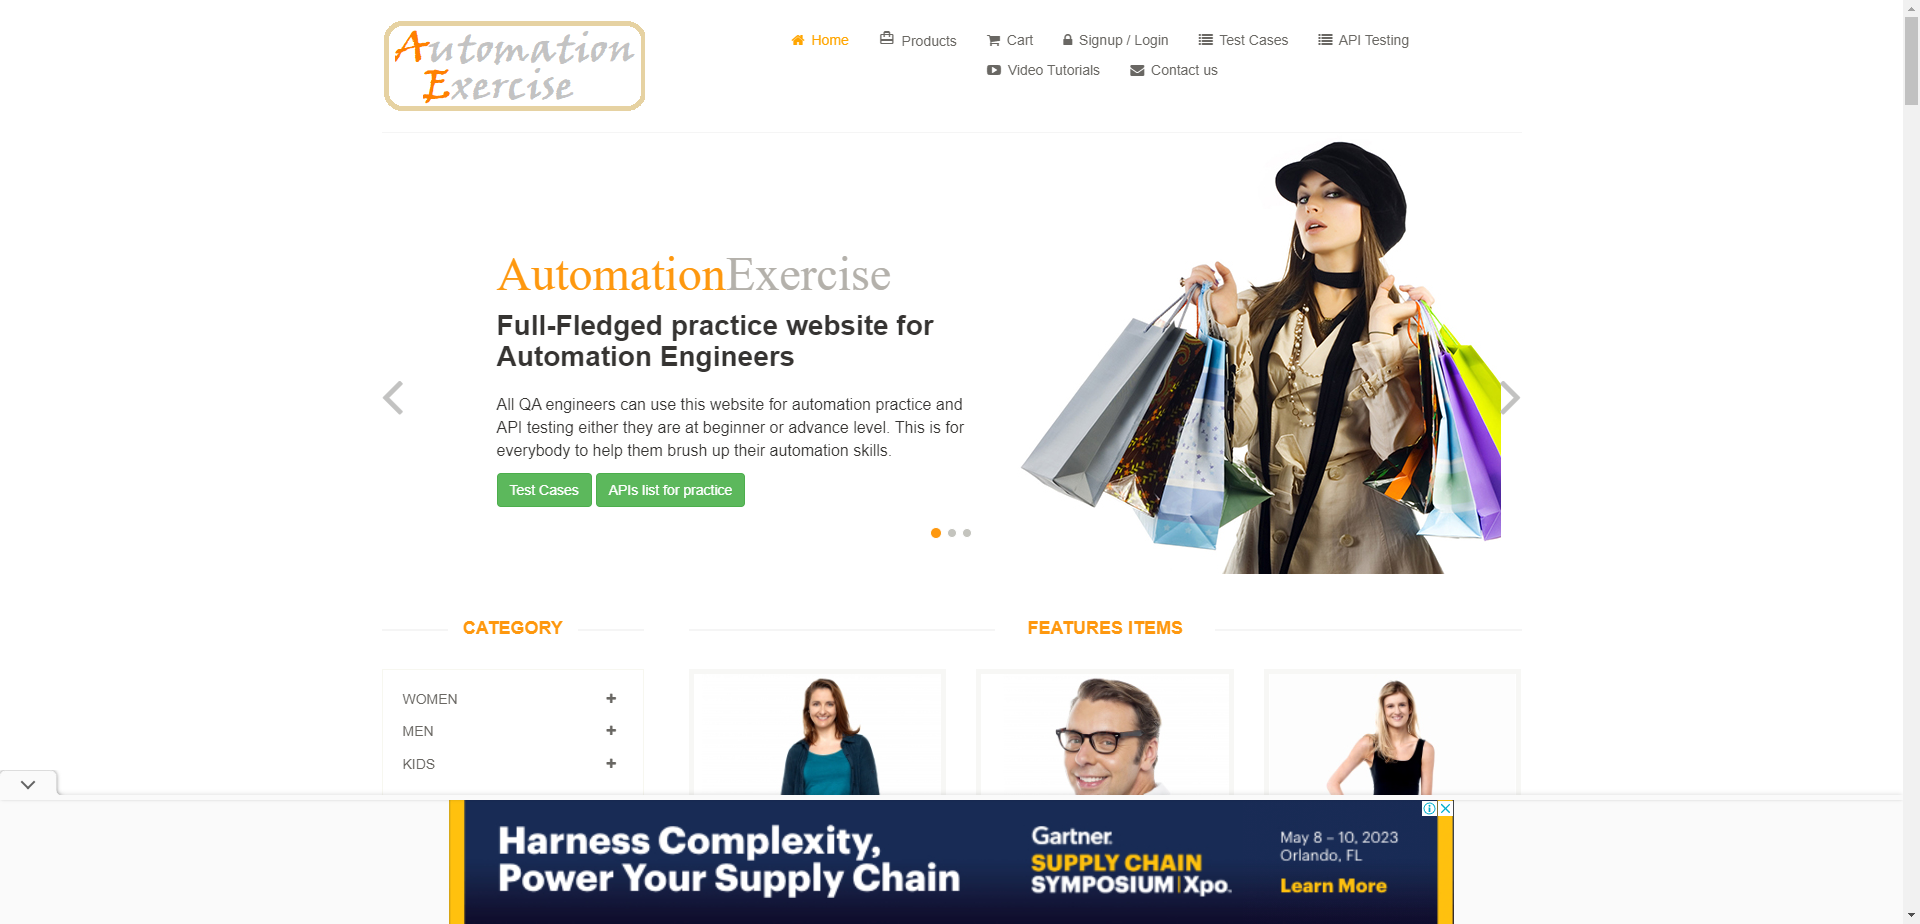 Automation
Exercise
Home
Products
Cart
Signup / Login
Test Cases
API Testing
Video Tutorials
Contact us
AutomationExercise
Full-Fledged practice website for
Automation Engineers
All QA engineers can use this website for automation practice and
API testing either they are at beginner or advance level. This is for
everybody to help them brush up their automation skills.
Test Cases
APIs list for practice
CATEGORY
WOMEN
MEN
KIDS
FEATURES ITEMS
Harness Complexity,
Power Your Supply Chain
Gartner
SUPPLY CHAIN
SYMPOSIUM | Xpo.
May 8 – 10, 2023
Orlando, FL
Learn More